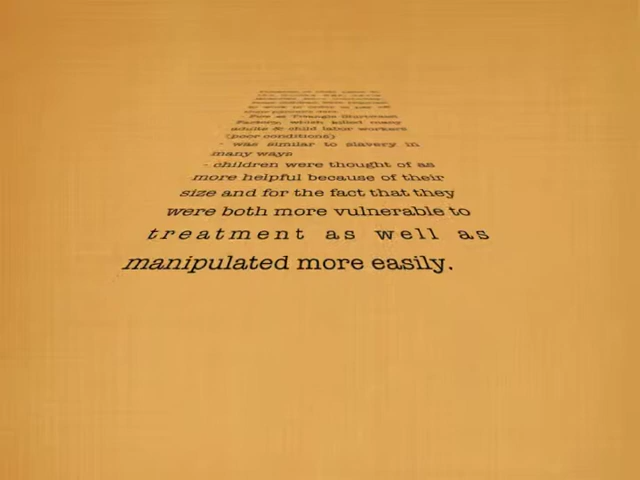 - Fire at Triangle Shirtwaist
Factory, which killed many
adults & child labor workers
(poor conditions)
- was similar to slavery in
many ways
- children were thought of as
more helpful because of their
size and for the fact that they
were both more vulnerable to
treatment as well as
manipulated more easily.